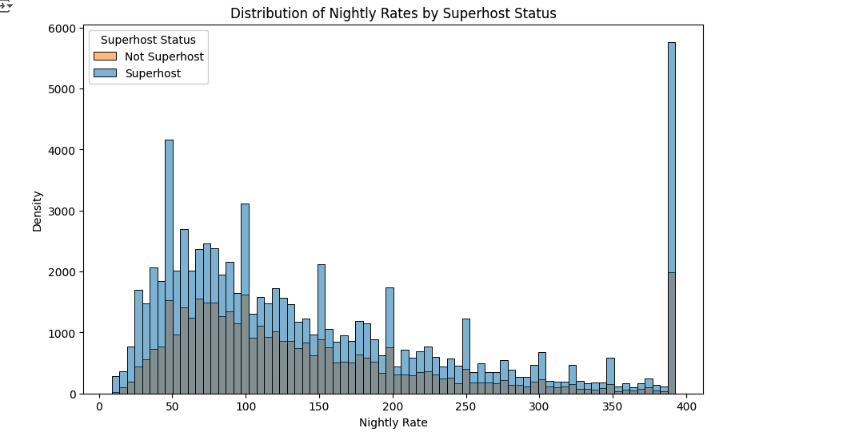 Distribution of Nightly Rates by Superhost Status
Superhost Status
Not Superhost
Superhost
Density
6000
5000
4000
3000
2000
1000
0
0 50 100 150 200 250 300 350 400
Nightly Rate